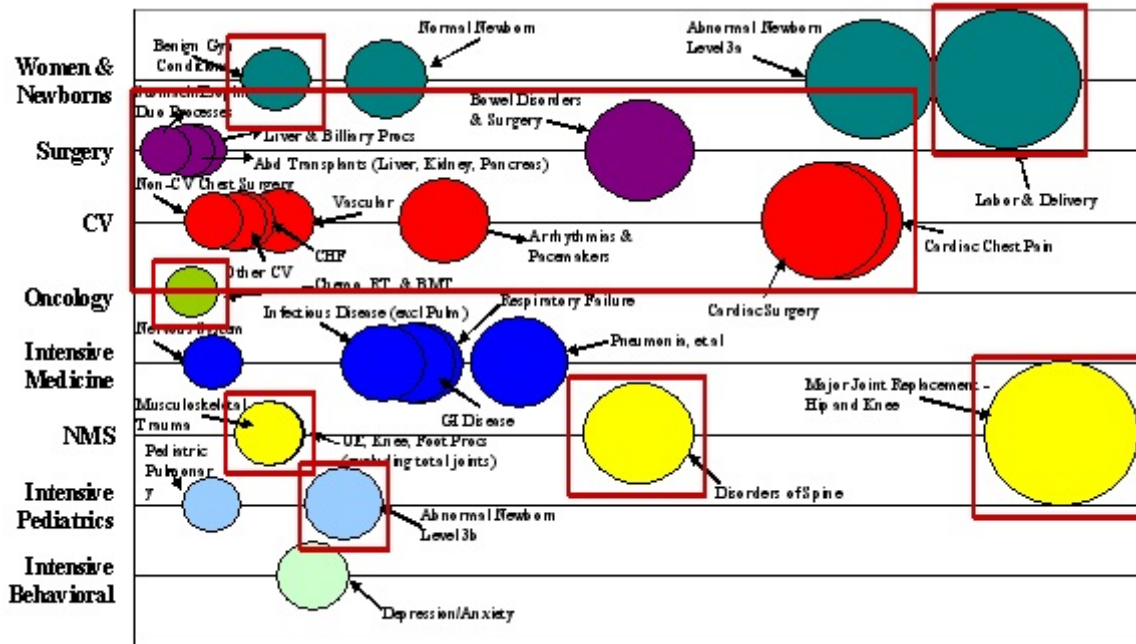 Women &
Newborns
Benign Gyn
Conditions
Normal Newborn
Abnormal Newborn
Level 3a
Labor & Delivery
Surgery
Duo Processes
Liver & Billiary Procs
Abd Transplants (Liver, Kidney, Pancreas)
Bowel Disorders
& Surgery
CV
Non-CV Chest Surgery
Vascular
CHF
Other CV
Arrhythmias &
Pacemakers
Cardiac Surgery
Cardiac Chest Pain
Oncology
Chemo, RT, & BMT
Intensive
Medicine
Nervous System
Infectious Disease (excl Pulm)
Respiratory Failure
GI Disease
Pneumonia, et al
NMS
Musculoskeletal
Trauma
UE, Knee, Foot Procs
(excluding total joints)
Disorders of Spine
Major Joint Replacement -
Hip and Knee
Intensive
Pediatrics
Pediatric
Pulmonar
y
Abnormal Newborn
Level 3b
Intensive
Behavioral
Depression/Anxiety